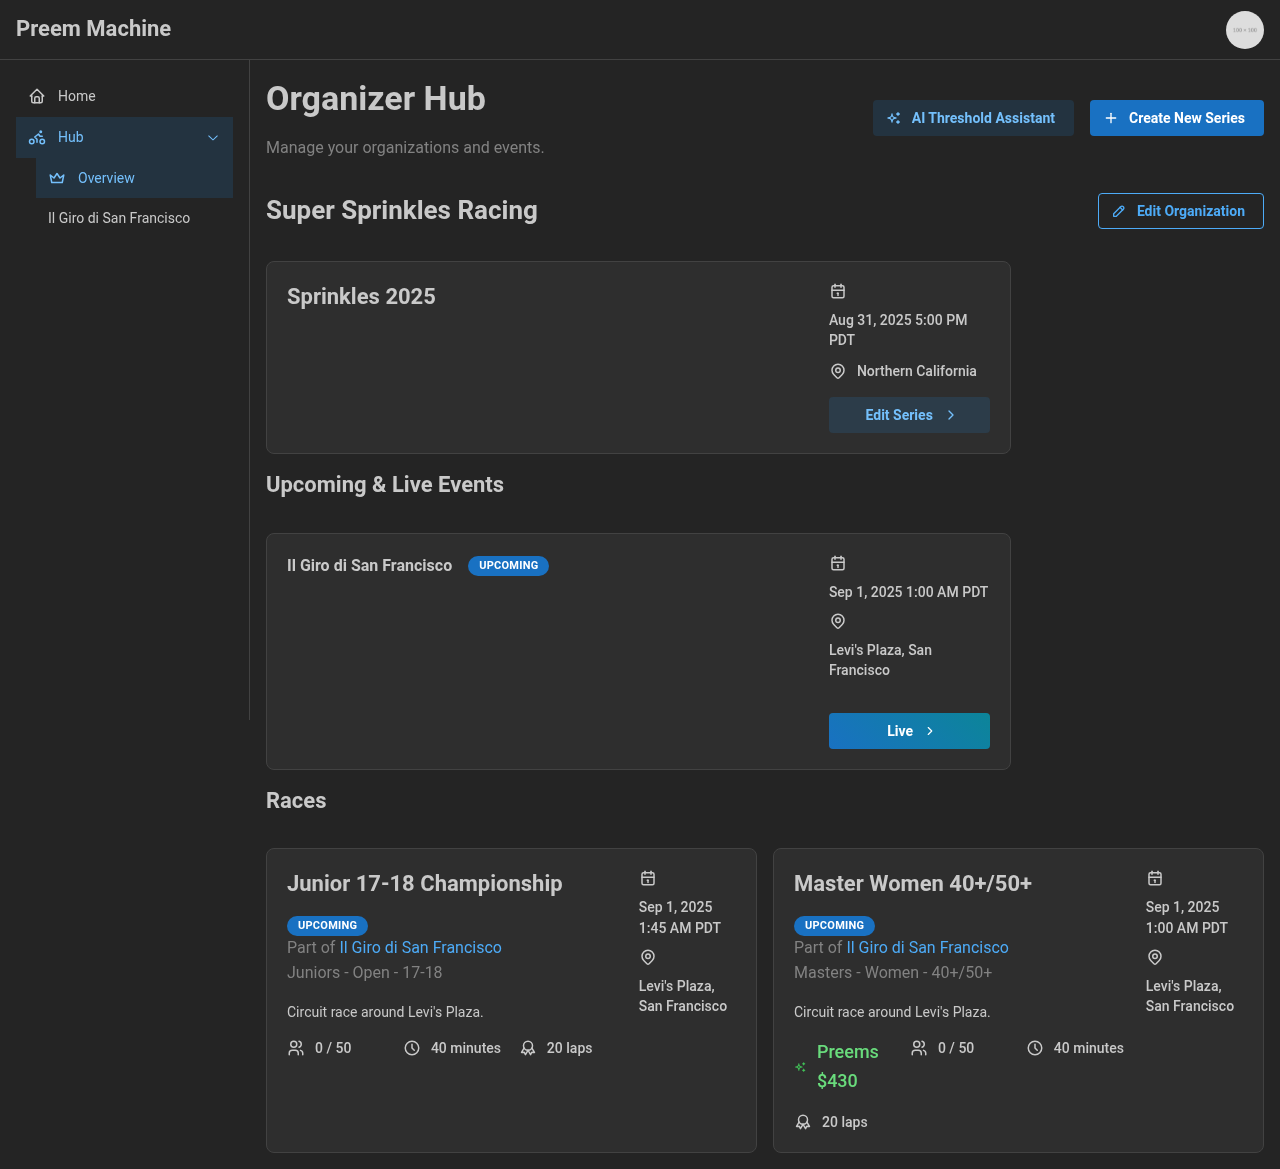 Preem Machine
Home
Hub
Overview
Il Giro di San Francisco
Organizer Hub
Manage your organizations and events.
AI Threshold Assistant
Create New Series
Super Sprinkles Racing
Edit Organization
Sprinkles 2025
Aug 31, 2025 5:00 PM
PDT
Northern California
Edit Series
Upcoming & Live Events
Il Giro di San Francisco
UPCOMING
Sep 1, 2025 1:00 AM PDT
Levi's Plaza, San
Francisco
Live
Races
Junior 17-18 Championship
UPCOMING
Part of Il Giro di San Francisco
Juniors - Open - 17-18
Circuit race around Levi's Plaza.
0 / 50
40 minutes
20 laps
Sep 1, 2025
1:45 AM PDT
Levi's Plaza,
San Francisco
Master Women 40+/50+
UPCOMING
Part of Il Giro di San Francisco
Masters - Women - 40+/50+
Circuit race around Levi's Plaza.
Preems
$430
0 / 50
40 minutes
20 laps
Sep 1, 2025
1:00 AM PDT
Levi's Plaza,
San Francisco